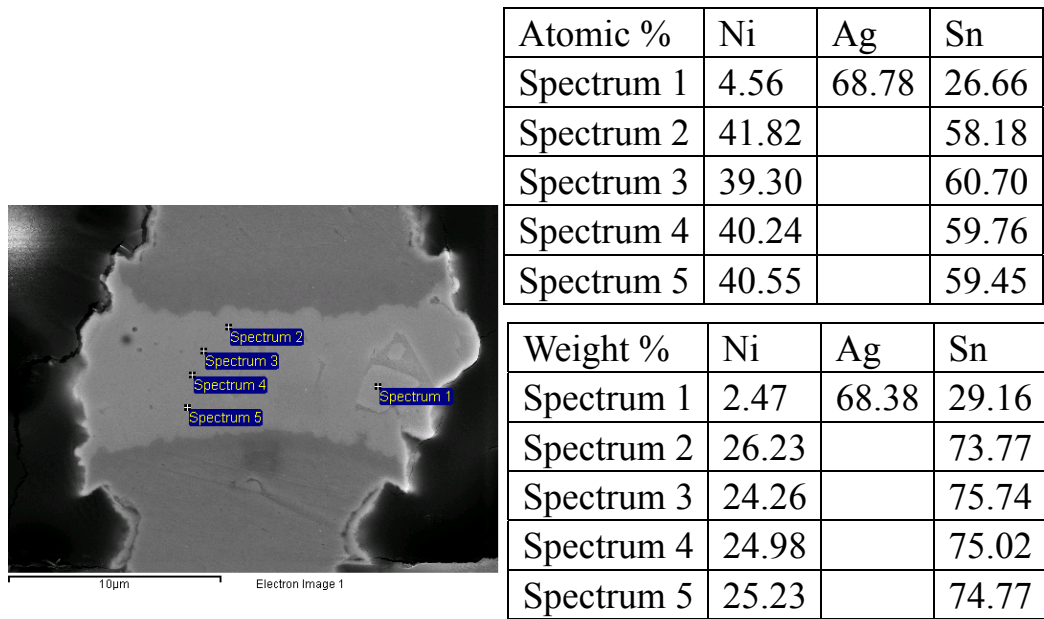 Atomic % Ni Ag Sn
Spectrum 1 4.56 68.78 26.66
Spectrum 2 41.82 58.18
Spectrum 3 39.30 60.70
Spectrum 4 40.24 59.76
Spectrum 5 40.55 59.45
Weight % Ni Ag Sn
Spectrum 1 2.47 68.38 29.16
Spectrum 2 26.23 73.77
Spectrum 3 24.26 75.74
Spectrum 4 24.98 75.02
Spectrum 5 25.23 74.77
Spectrum 2
Spectrum 3
Spectrum 4
Spectrum 1
Spectrum 5
10µm Electron Image 1